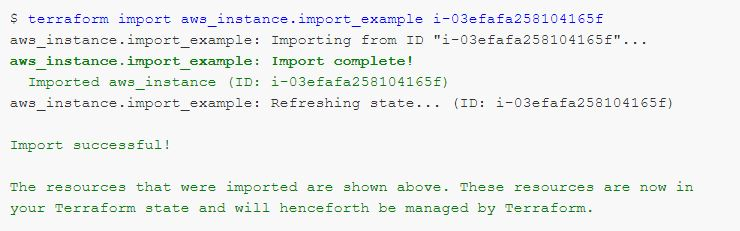 $ terraform import aws_instance.import_example i-03efafa258104165f
aws_instance.import_example: Importing from ID "i-03efafa258104165f"...
aws_instance.import_example: Import complete!
  Imported aws_instance (ID: i-03efafa258104165f)
aws_instance.import_example: Refreshing state... (ID: i-03efafa258104165f)

Import successful!

The resources that were imported are shown above. These resources are now in
your Terraform state and will henceforth be managed by Terraform.